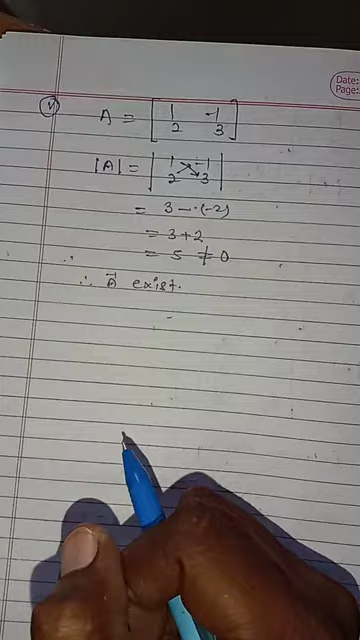 Date:
Page:
(v) A = [ 1 -1
2 3 ]
|A| = | 1 -1
2 3 |
= 3 - (-2)
= 3 + 2
= 5 ≠ 0
∴ A⁻¹ exist.